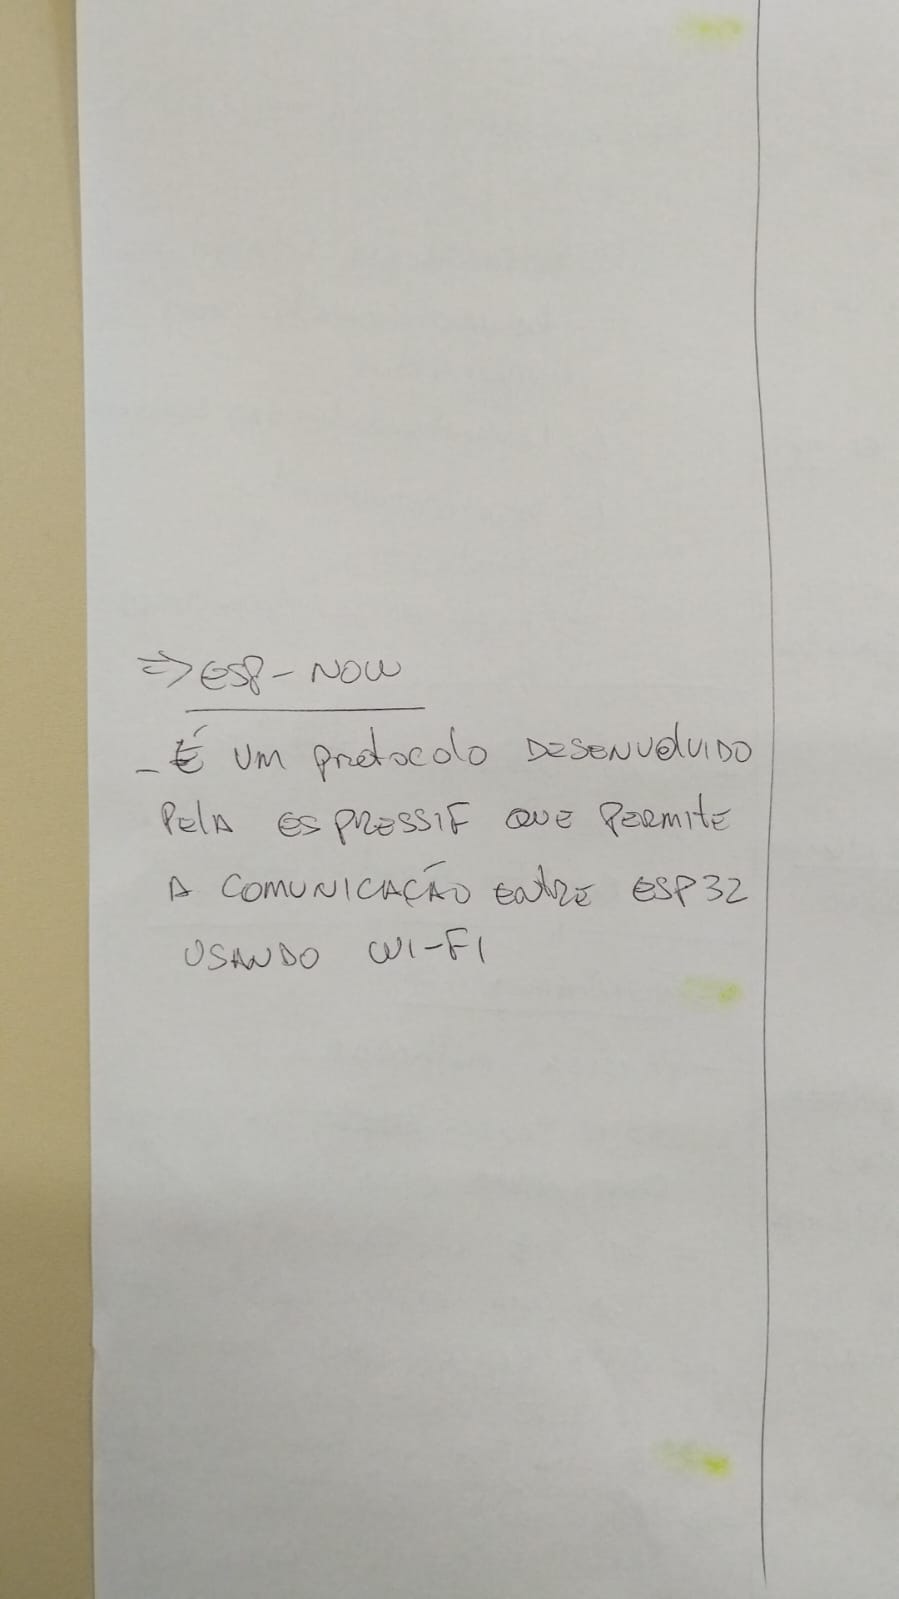 ⇒ ESP-NOW
- É UM PROTOCOLO DESENVOLVIDO
PELA ESPRESSIF QUE PERMITE
A COMUNICAÇÃO ENTRE ESP32
USANDO WI-FI